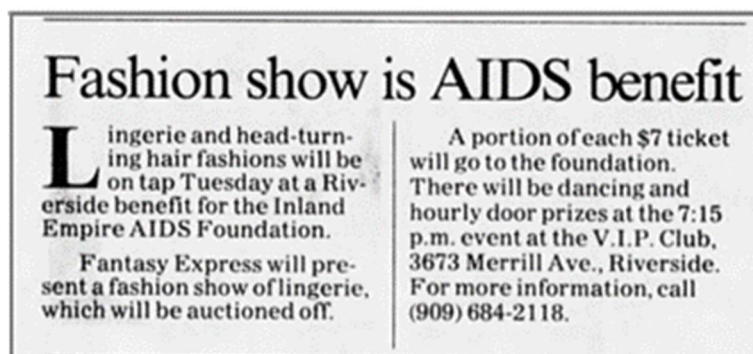 Fashion show is AIDS benefit
Lingerie and head-turn-
ing hair fashions will be
on tap Tuesday at a Riv-
erside benefit for the Inland
Empire AIDS Foundation.
Fantasy Express will pre-
sent a fashion show of lingerie,
which will be auctioned off.
A portion of each $7 ticket
will go to the foundation.
There will be dancing and
hourly door prizes at the 7:15
p.m. event at the V.I.P. Club,
3673 Merrill Ave., Riverside.
For more information, call
(909) 684-2118.